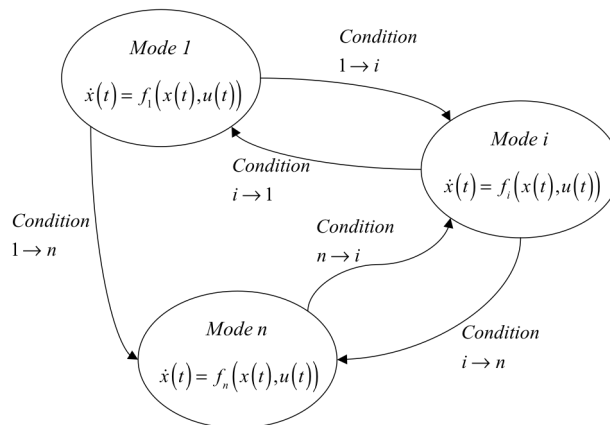 Mode 1
ẋ(t) = f₁(x(t),u(t))
Condition
1→i
Mode i
ẋ(t) = fᵢ(x(t),u(t))
Condition
i→1
Condition
1→n
Condition
n→i
Mode n
ẋ(t) = fₙ(x(t),u(t))
Condition
i→n